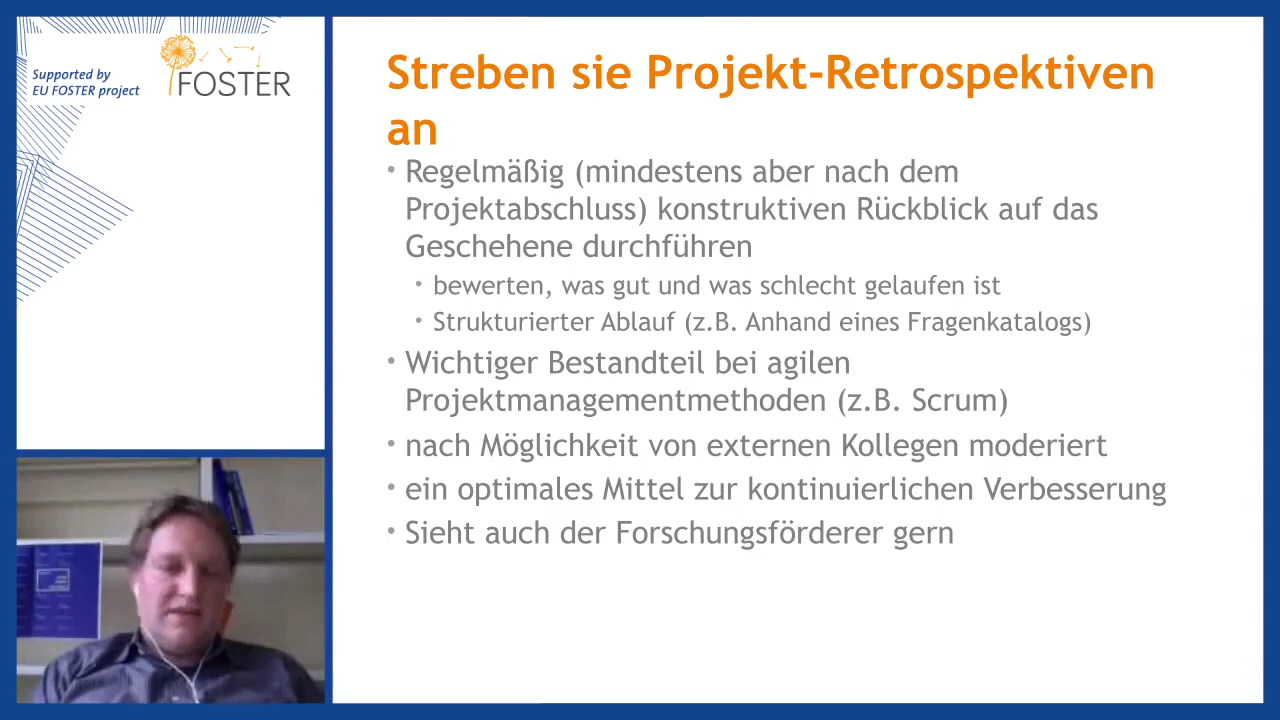 Supported by
EU FOSTER project
FOSTER
Streben sie Projekt-Retrospektiven
an
• Regelmäßig (mindestens aber nach dem
Projektabschluss) konstruktiven Rückblick auf das
Geschehene durchführen
• bewerten, was gut und was schlecht gelaufen ist
• Strukturierter Ablauf (z.B. Anhand eines Fragenkatalogs)
• Wichtiger Bestandteil bei agilen
Projektmanagementmethoden (z.B. Scrum)
• nach Möglichkeit von externen Kollegen moderiert
• ein optimales Mittel zur kontinuierlichen Verbesserung
• Sieht auch der Forschungsförderer gern